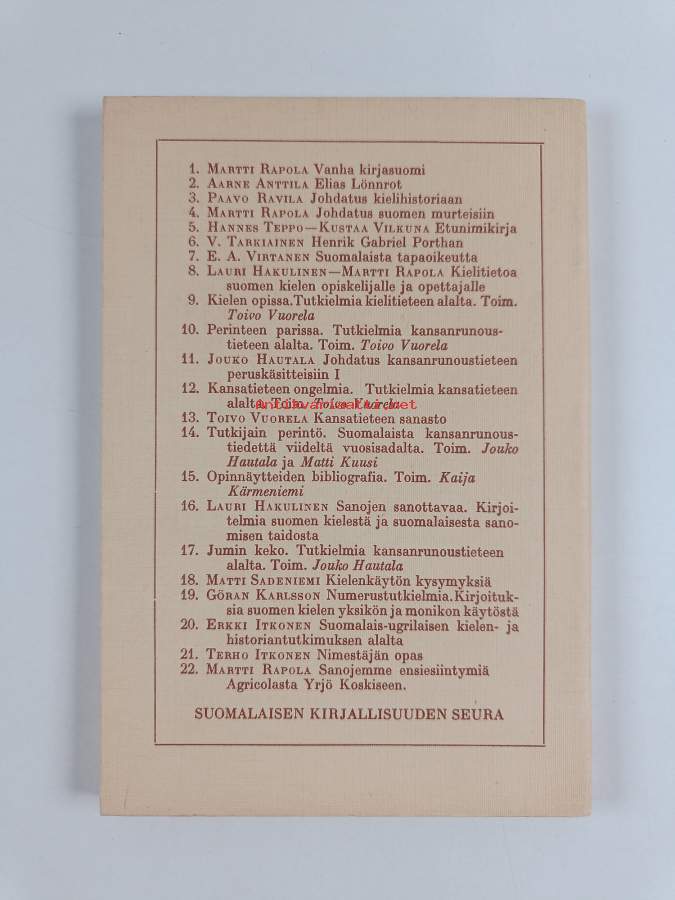 1. MARTTI RAPOLA Vanha kirjasuomi
2. AARNE ANTTILA Elias Lönnrot
3. PAAVO RAVILA Johdatus kielihistoriaan
4. MARTTI RAPOLA Johdatus suomen murteisiin
5. HANNES TEPPO—KUSTAA VILKUNA Etunimikirja
6. V. TARKIAINEN Henrik Gabriel Porthan
7. E. A. VIRTANEN Suomalaista tapaoikeutta
8. LAURI HAKULINEN—MARTTI RAPOLA Kielitietoa
suomen kielen opiskelijalle ja opettajalle
9. Kielen opissa. Tutkielmia kielitieteen alalta. Toim.
Toivo Vuorela
10. Perinteen parissa. Tutkielmia kansanrunous-
tieteen alalta. Toim. Toivo Vuorela
11. JOUKO HAUTALA Johdatus kansanrunoustieteen
peruskäsitteisiin I
12. Kansatieteen ongelmia. Tutkielmia kansatieteen
alalta. Toim. Toivo Vuorela
antikvariaatti.net
13. TOIVO VUORELA Kansatieteen sanasto
14. Tutkijain perintö. Suomalaista kansanrunous-
tiedettä viideltä vuosisadalta. Toim. Jouko
Hautala ja Matti Kuusi
15. Opinnäytteiden bibliografia. Toim. Kaija
Kärmeniemi
16. LAURI HAKULINEN Sanojen sanottavaa. Kirjoi-
telmia suomen kielestä ja suomalaisesta sano-
misen taidosta
17. Jumin keko. Tutkielmia kansanrunoustieteen
alalta. Toim. Jouko Hautala
18. MATTI SADENIEMI Kielenkäytön kysymyksiä
19. GÖRAN KARLSSON Numerustutkielmia. Kirjoituk-
sia suomen kielen yksikön ja monikon käytöstä
20. ERKKI ITKONEN Suomalais-ugrilaisen kielen- ja
historiantutkimuksen alalta
21. TERHO ITKONEN Nimestäjän opas
22. MARTTI RAPOLA Sanojemme ensiesiintymiä
Agricolasta Yrjö Koskiseen.
SUOMALAISEN KIRJALLISUUDEN SEURA